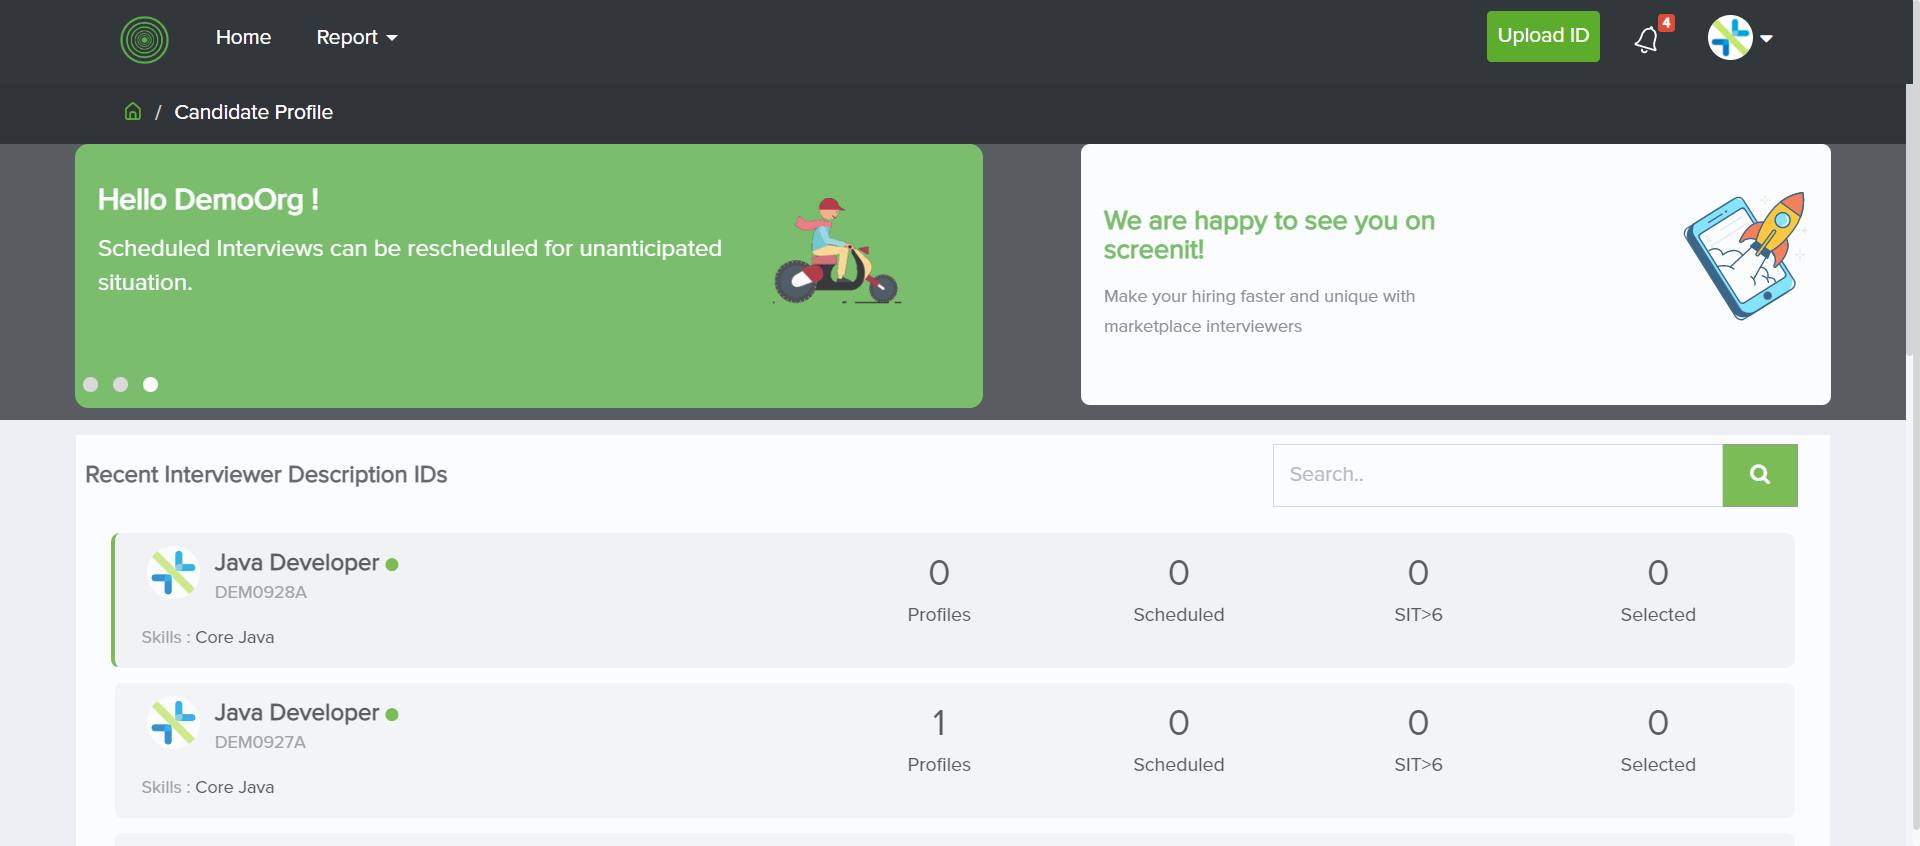 Home
Report
Upload ID
4
/ Candidate Profile
Hello DemoOrg !
Scheduled Interviews can be rescheduled for unanticipated
situation.
We are happy to see you on
screenit!
Make your hiring faster and unique with
marketplace interviewers
Recent Interviewer Description IDs
Search..
Java Developer
DEM0928A
Skills : Core Java
0
Profiles
0
Scheduled
0
SIT>6
0
Selected
Java Developer
DEM0927A
Skills : Core Java
1
Profiles
0
Scheduled
0
SIT>6
0
Selected